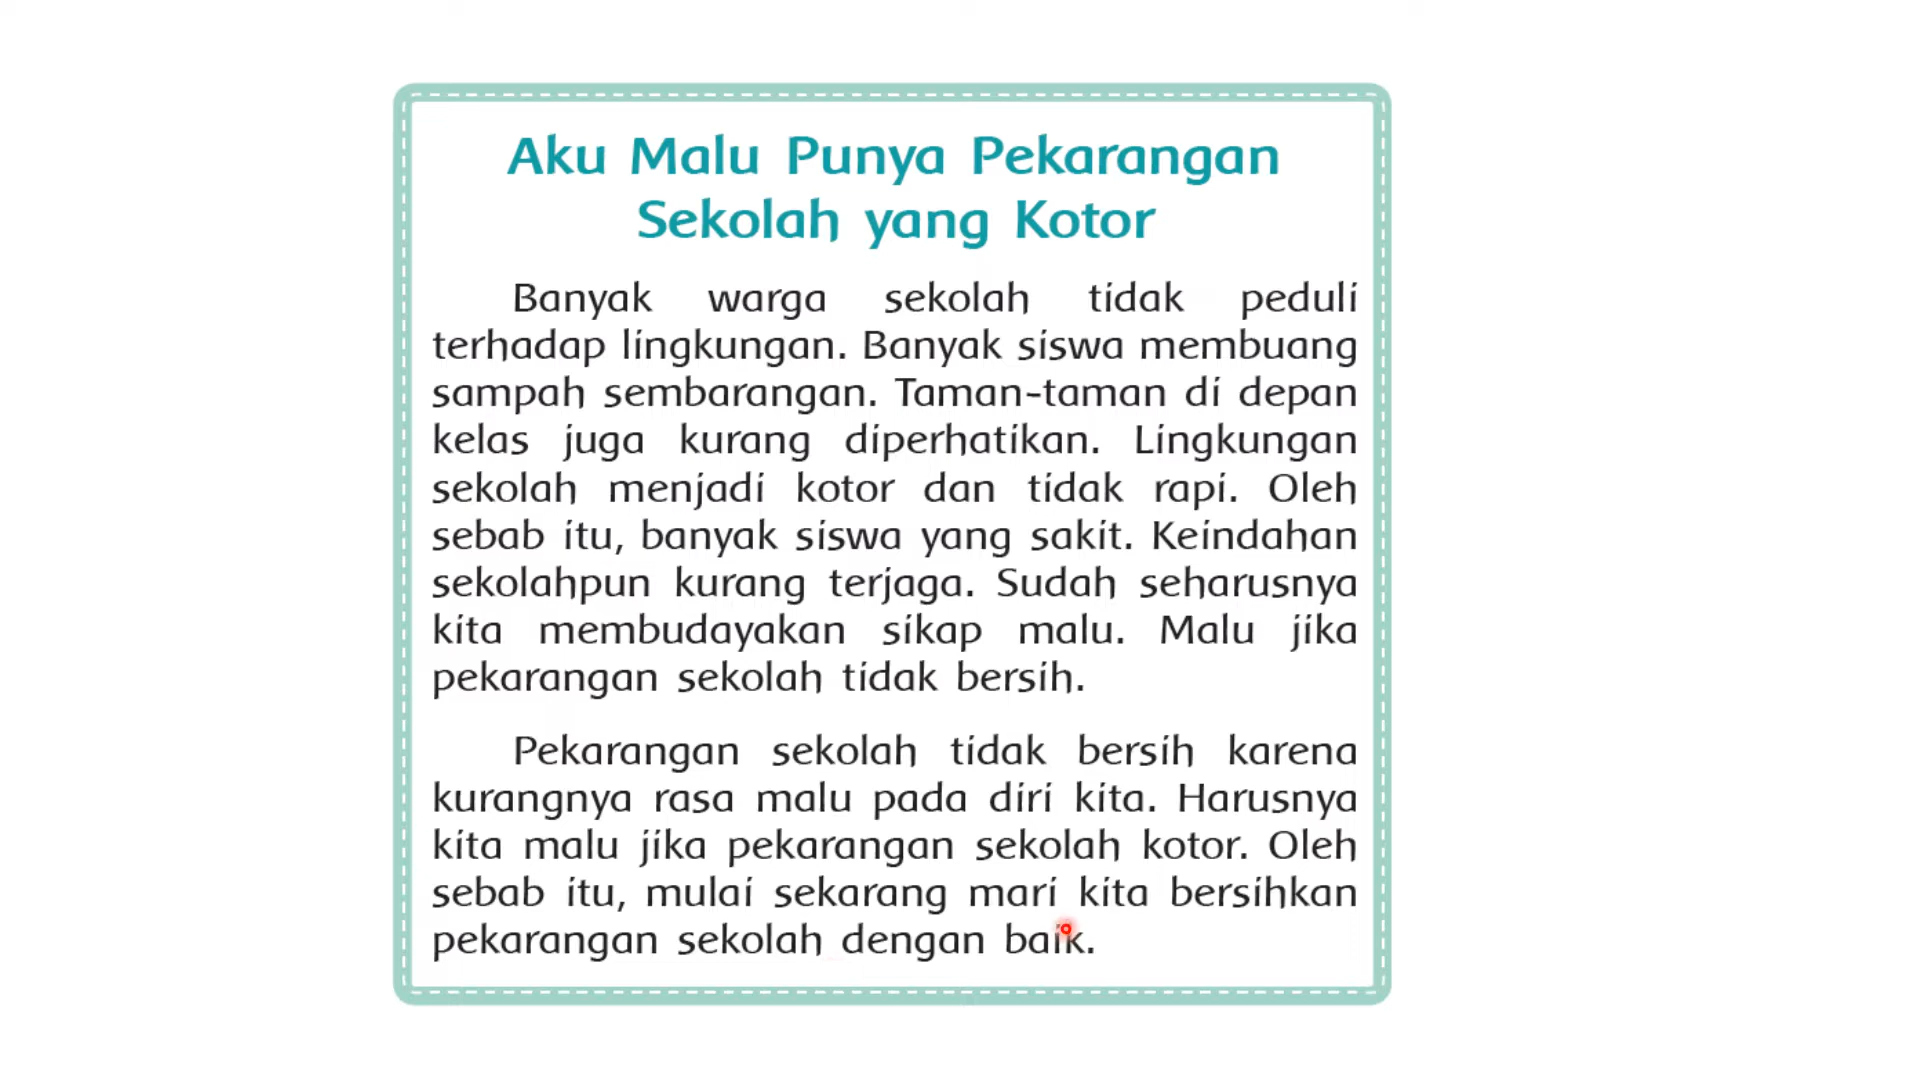 Aku Malu Punya Pekarangan
Sekolah yang Kotor
Banyak warga sekolah tidak peduli
terhadap lingkungan. Banyak siswa membuang
sampah sembarangan. Taman-taman di depan
kelas juga kurang diperhatikan. Lingkungan
sekolah menjadi kotor dan tidak rapi. Oleh
sebab itu, banyak siswa yang sakit. Keindahan
sekolahpun kurang terjaga. Sudah seharusnya
kita membudayakan sikap malu. Malu jika
pekarangan sekolah tidak bersih.
Pekarangan sekolah tidak bersih karena
kurangnya rasa malu pada diri kita. Harusnya
kita malu jika pekarangan sekolah kotor. Oleh
sebab itu, mulai sekarang mari kita bersihkan
pekarangan sekolah dengan baik.